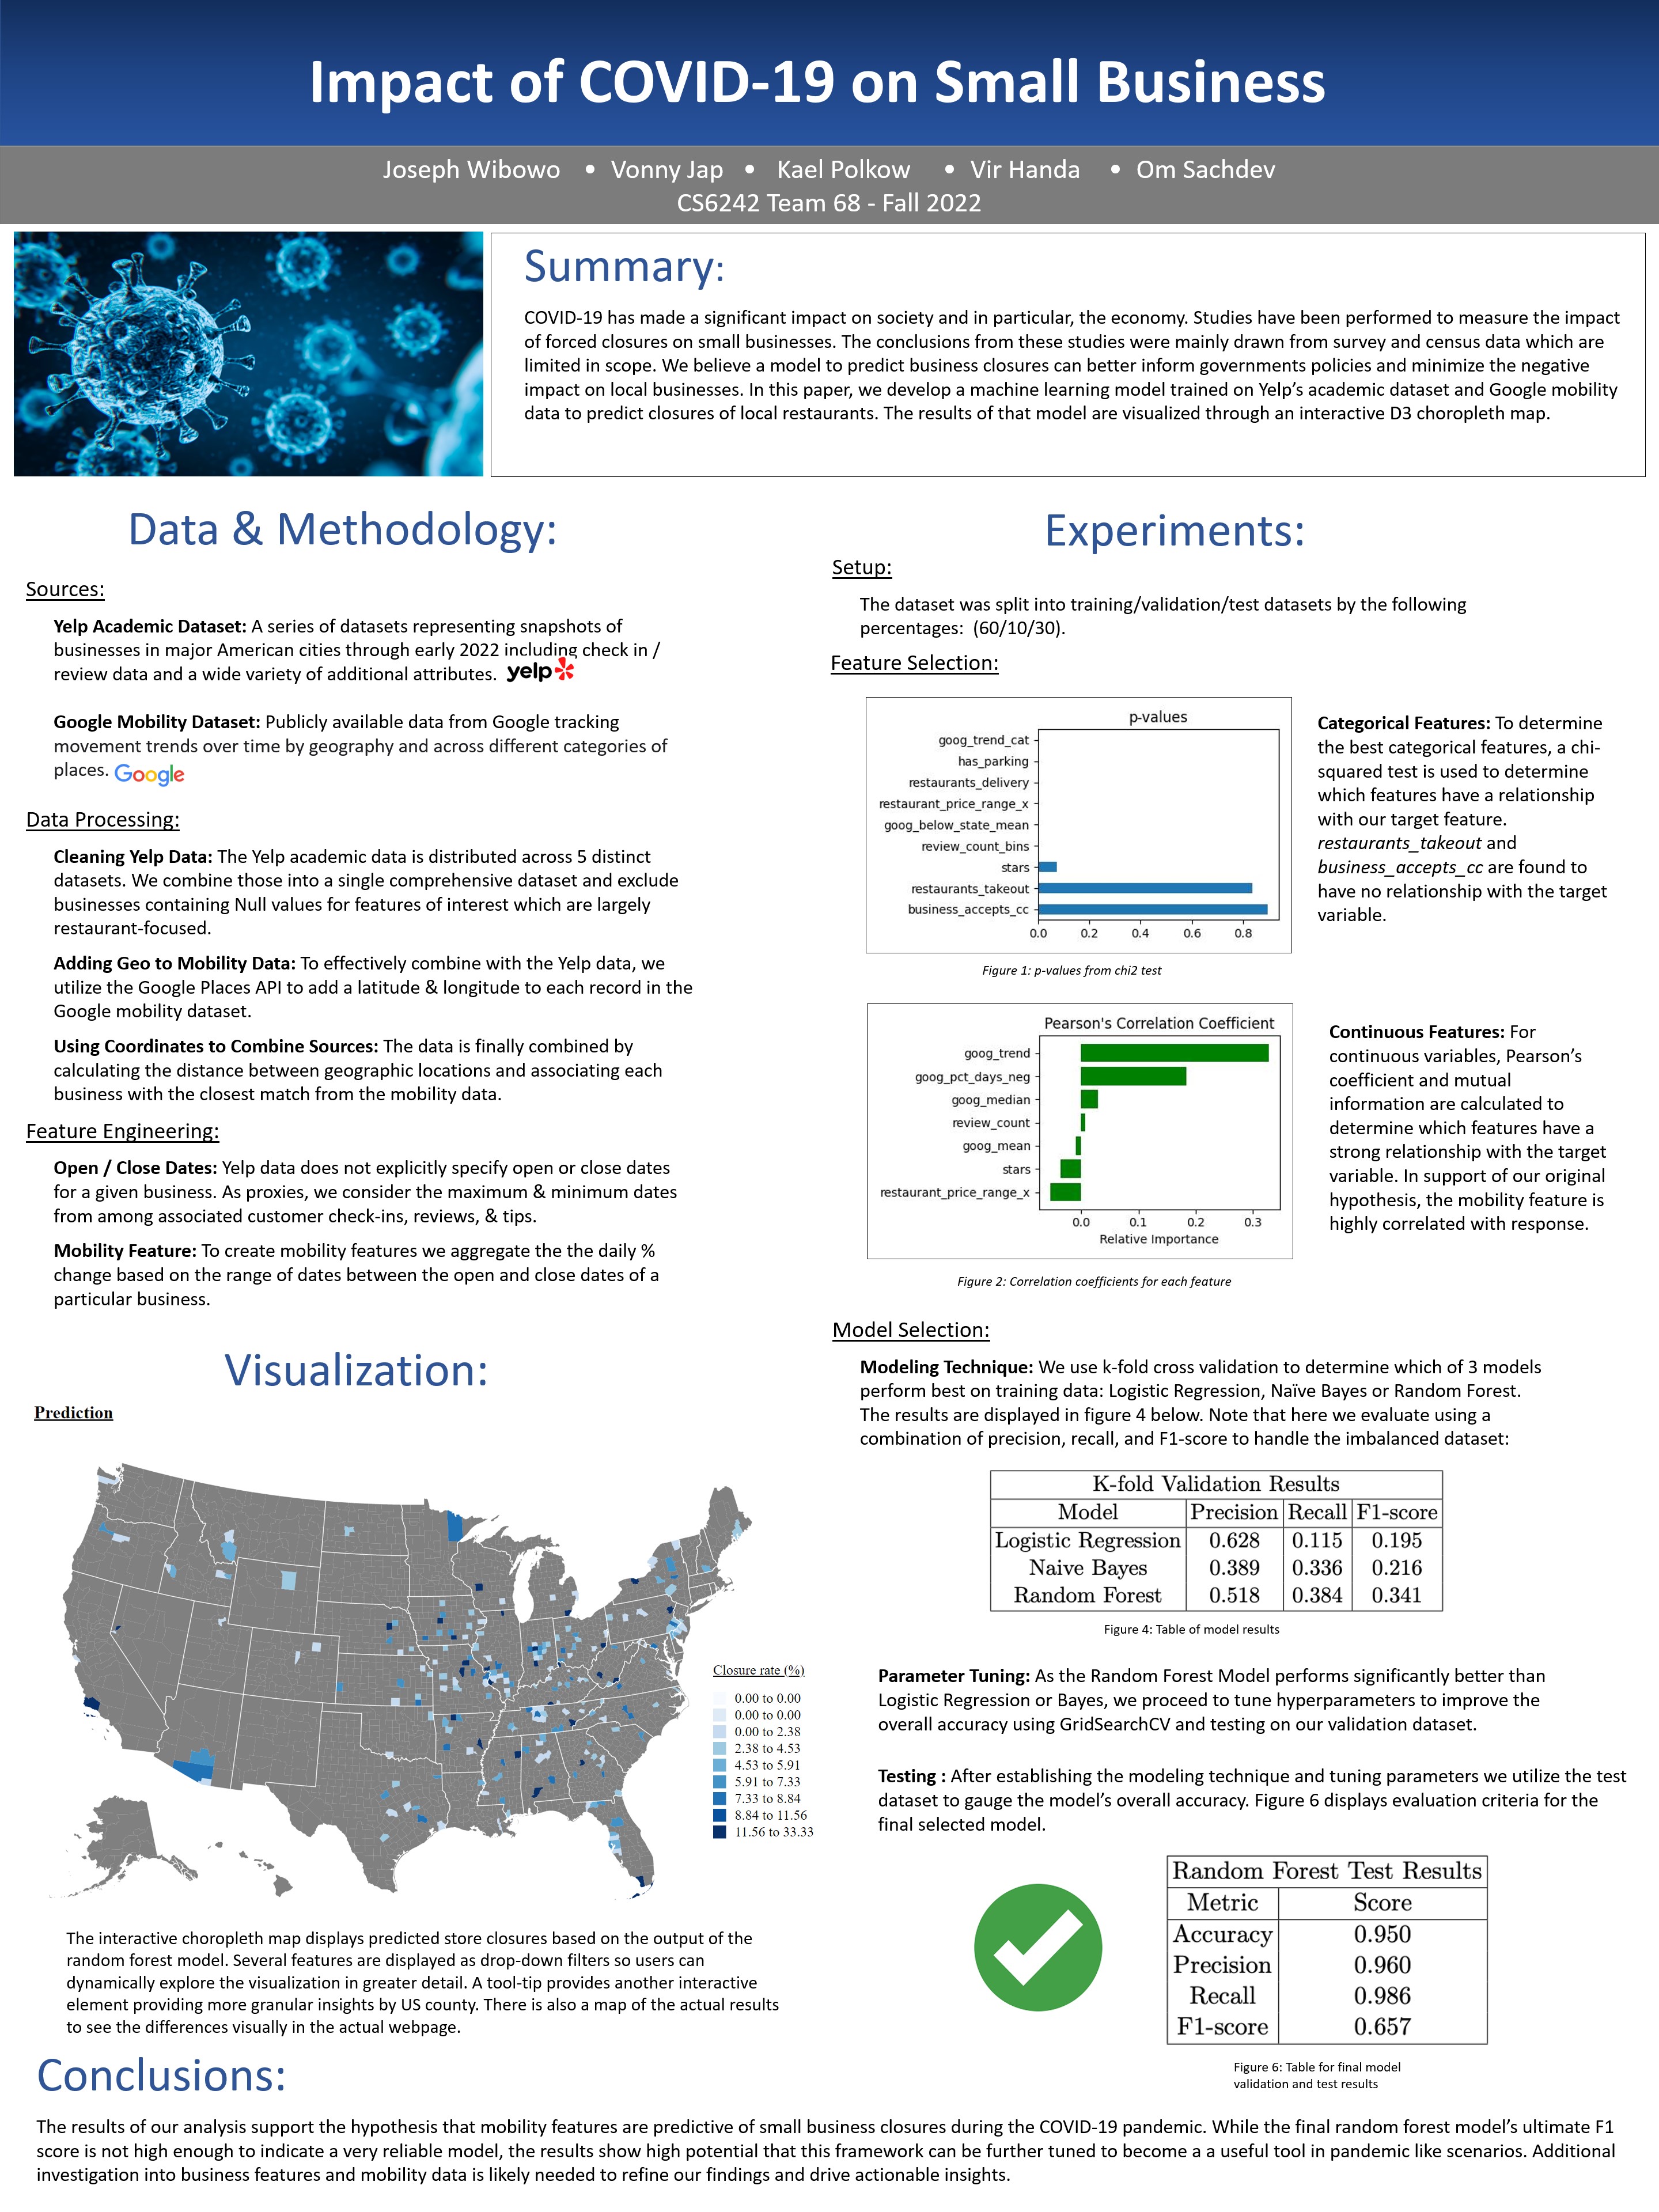 Impact of COVID-19 on Small Business
Joseph Wibowo • Vonny Jap • Kael Polkow • Vir Handa • Om Sachdev
CS6242 Team 68 - Fall 2022
Summary:
COVID-19 has made a significant impact on society and in particular, the economy. Studies have been performed to measure the impact
of forced closures on small businesses. The conclusions from these studies were mainly drawn from survey and census data which are
limited in scope. We believe a model to predict business closures can better inform governments policies and minimize the negative
impact on local businesses. In this paper, we develop a machine learning model trained on Yelp's academic dataset and Google mobility
data to predict closures of local restaurants. The results of that model are visualized through an interactive D3 choropleth map.
Data & Methodology:
Sources:
Yelp Academic Dataset: A series of datasets representing snapshots of
businesses in major American cities through early 2022 including check in /
review data and a wide variety of additional attributes. yelp
Google Mobility Dataset: Publicly available data from Google tracking
movement trends over time by geography and across different categories of
places. Google
Data Processing:
Cleaning Yelp Data: The Yelp academic data is distributed across 5 distinct
datasets. We combine those into a single comprehensive dataset and exclude
businesses containing Null values for features of interest which are largely
restaurant-focused.
Adding Geo to Mobility Data: To effectively combine with the Yelp data, we
utilize the Google Places API to add a latitude & longitude to each record in the
Google mobility dataset.
Using Coordinates to Combine Sources: The data is finally combined by
calculating the distance between geographic locations and associating each
business with the closest match from the mobility data.
Feature Engineering:
Open / Close Dates: Yelp data does not explicitly specify open or close dates
for a given business. As proxies, we consider the maximum & minimum dates
from among associated customer check-ins, reviews, & tips.
Mobility Feature: To create mobility features we aggregate the the daily %
change based on the range of dates between the open and close dates of a
particular business.
Visualization:
Prediction
Closure rate (%)
0.00 to 0.00
0.00 to 0.00
0.00 to 2.38
2.38 to 4.53
4.53 to 5.91
5.91 to 7.33
7.33 to 8.84
8.84 to 11.56
11.56 to 33.33
The interactive choropleth map displays predicted store closures based on the output of the
random forest model. Several features are displayed as drop-down filters so users can
dynamically explore the visualization in greater detail. A tool-tip provides another interactive
element providing more granular insights by US county. There is also a map of the actual results
to see the differences visually in the actual webpage.
Experiments:
Setup:
The dataset was split into training/validation/test datasets by the following
percentages: (60/10/30).
Feature Selection:
p-values
goog_trend_cat
has_parking
restaurants_delivery
restaurant_price_range_x
goog_below_state_mean
review_count_bins
stars
restaurants_takeout
business_accepts_cc
0.0 0.2 0.4 0.6 0.8
Figure 1: p-values from chi2 test
Categorical Features: To determine
the best categorical features, a chi-
squared test is used to determine
which features have a relationship
with our target feature.
restaurants_takeout and
business_accepts_cc are found to
have no relationship with the target
variable.
Pearson's Correlation Coefficient
goog_trend
goog_pct_days_neg
goog_median
review_count
goog_mean
stars
restaurant_price_range_x
0.0 0.1 0.2 0.3
Relative Importance
Figure 2: Correlation coefficients for each feature
Continuous Features: For
continuous variables, Pearson's
coefficient and mutual
information are calculated to
determine which features have a
strong relationship with the target
variable. In support of our original
hypothesis, the mobility feature is
highly correlated with response.
Model Selection:
Modeling Technique: We use k-fold cross validation to determine which of 3 models
perform best on training data: Logistic Regression, Naïve Bayes or Random Forest.
The results are displayed in figure 4 below. Note that here we evaluate using a
combination of precision, recall, and F1-score to handle the imbalanced dataset:
K-fold Validation Results
Model Precision Recall F1-score
Logistic Regression 0.628 0.115 0.195
Naive Bayes 0.389 0.336 0.216
Random Forest 0.518 0.384 0.341
Figure 4: Table of model results
Parameter Tuning: As the Random Forest Model performs significantly better than
Logistic Regression or Bayes, we proceed to tune hyperparameters to improve the
overall accuracy using GridSearchCV and testing on our validation dataset.
Testing : After establishing the modeling technique and tuning parameters we utilize the test
dataset to gauge the model's overall accuracy. Figure 6 displays evaluation criteria for the
final selected model.
Random Forest Test Results
Metric Score
Accuracy 0.950
Precision 0.960
Recall 0.986
F1-score 0.657
Figure 6: Table for final model
validation and test results
Conclusions:
The results of our analysis support the hypothesis that mobility features are predictive of small business closures during the COVID-19 pandemic. While the final random forest model's ultimate F1
score is not high enough to indicate a very reliable model, the results show high potential that this framework can be further tuned to become a a useful tool in pandemic like scenarios. Additional
investigation into business features and mobility data is likely needed to refine our findings and drive actionable insights.